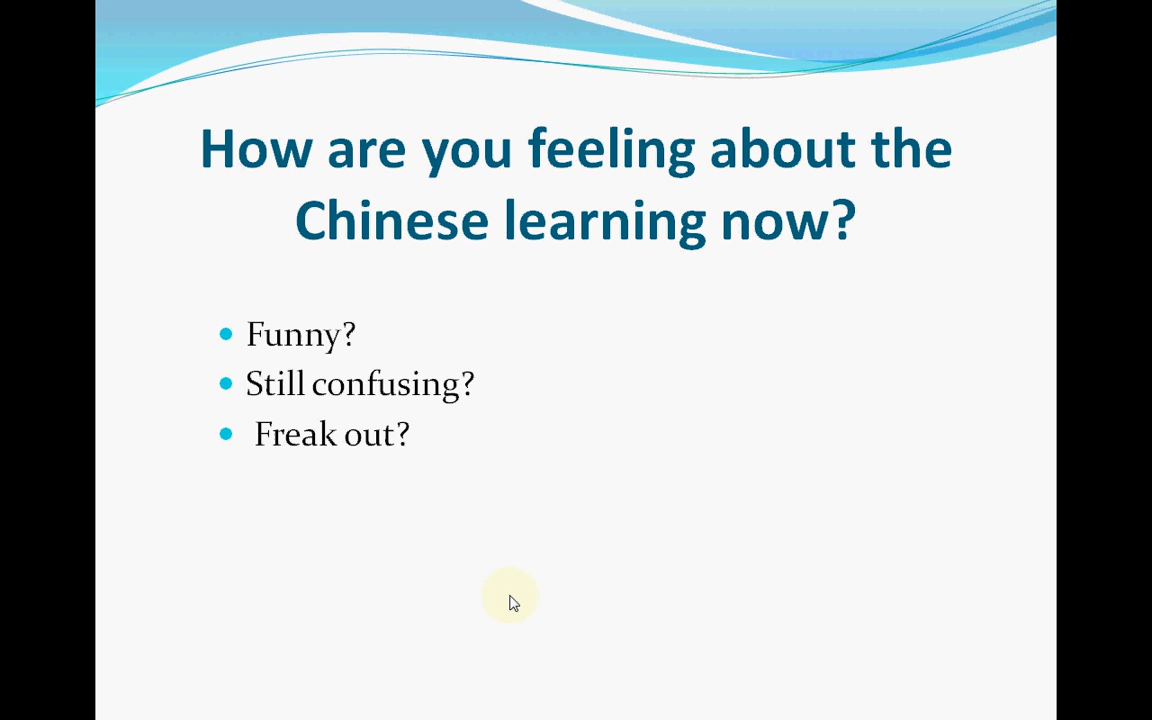 How are you feeling about the
Chinese learning now?
Funny?
Still confusing?
Freak out?